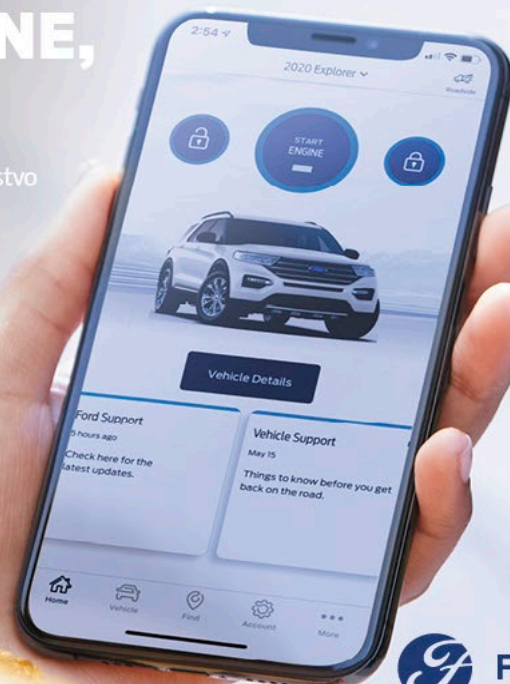 NE,
stvo
2:54
2020 Explorer
Roadside
START
ENGINE
Vehicle Details
Ford Support
5 hours ago
Check here for the
latest updates.
Vehicle Support
May 15
Things to know before you get
back on the road.
Home
Vehicle
Find
Account
More
F